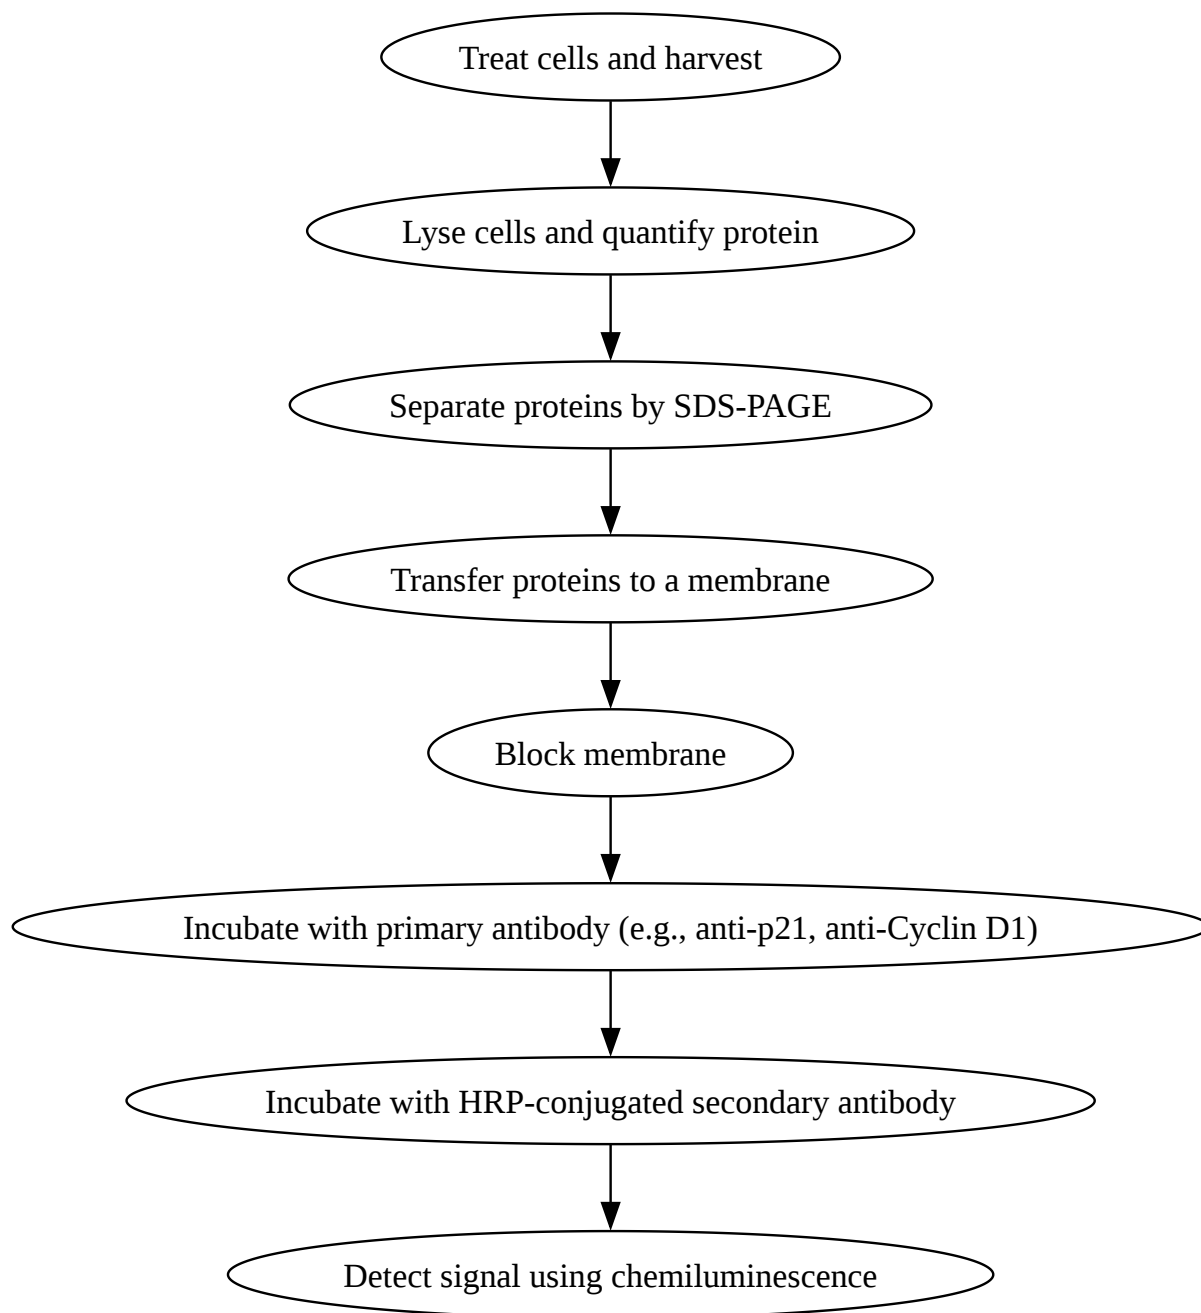 Treat cells and harvest
Lyse cells and quantify protein
Separate proteins by SDS-PAGE
Transfer proteins to a membrane
Block membrane
Incubate with primary antibody (e.g., anti-p21, anti-Cyclin D1)
Incubate with HRP-conjugated secondary antibody
Detect signal using chemiluminescence